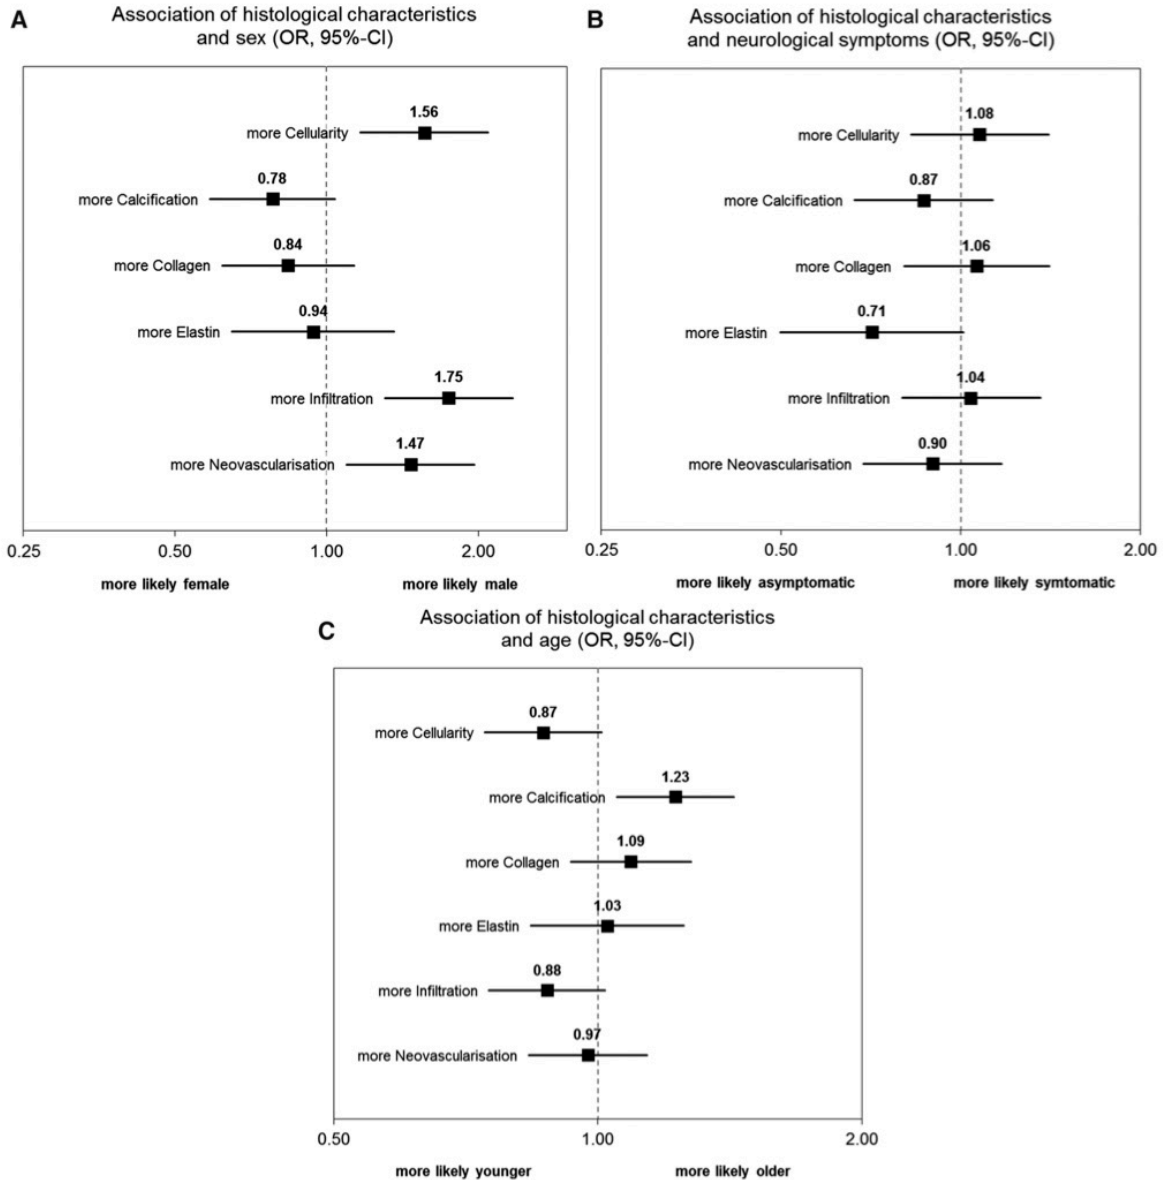 A
Association of histological characteristics
and sex (OR, 95%-CI)
1.56
more Cellularity
0.78
more Calcification
0.84
more Collagen
0.94
more Elastin
1.75
more Infiltration
1.47
more Neovascularisation
0.25 0.50 1.00 2.00
more likely female more likely male
B
Association of histological characteristics
and neurological symptoms (OR, 95%-CI)
1.08
more Cellularity
0.87
more Calcification
1.06
more Collagen
0.71
more Elastin
1.04
more Infiltration
0.90
more Neovascularisation
0.25 0.50 1.00 2.00
more likely asymptomatic more likely symtomatic
C
Association of histological characteristics
and age (OR, 95%-CI)
0.87
more Cellularity
1.23
more Calcification
1.09
more Collagen
1.03
more Elastin
0.88
more Infiltration
0.97
more Neovascularisation
0.50 1.00 2.00
more likely younger more likely older